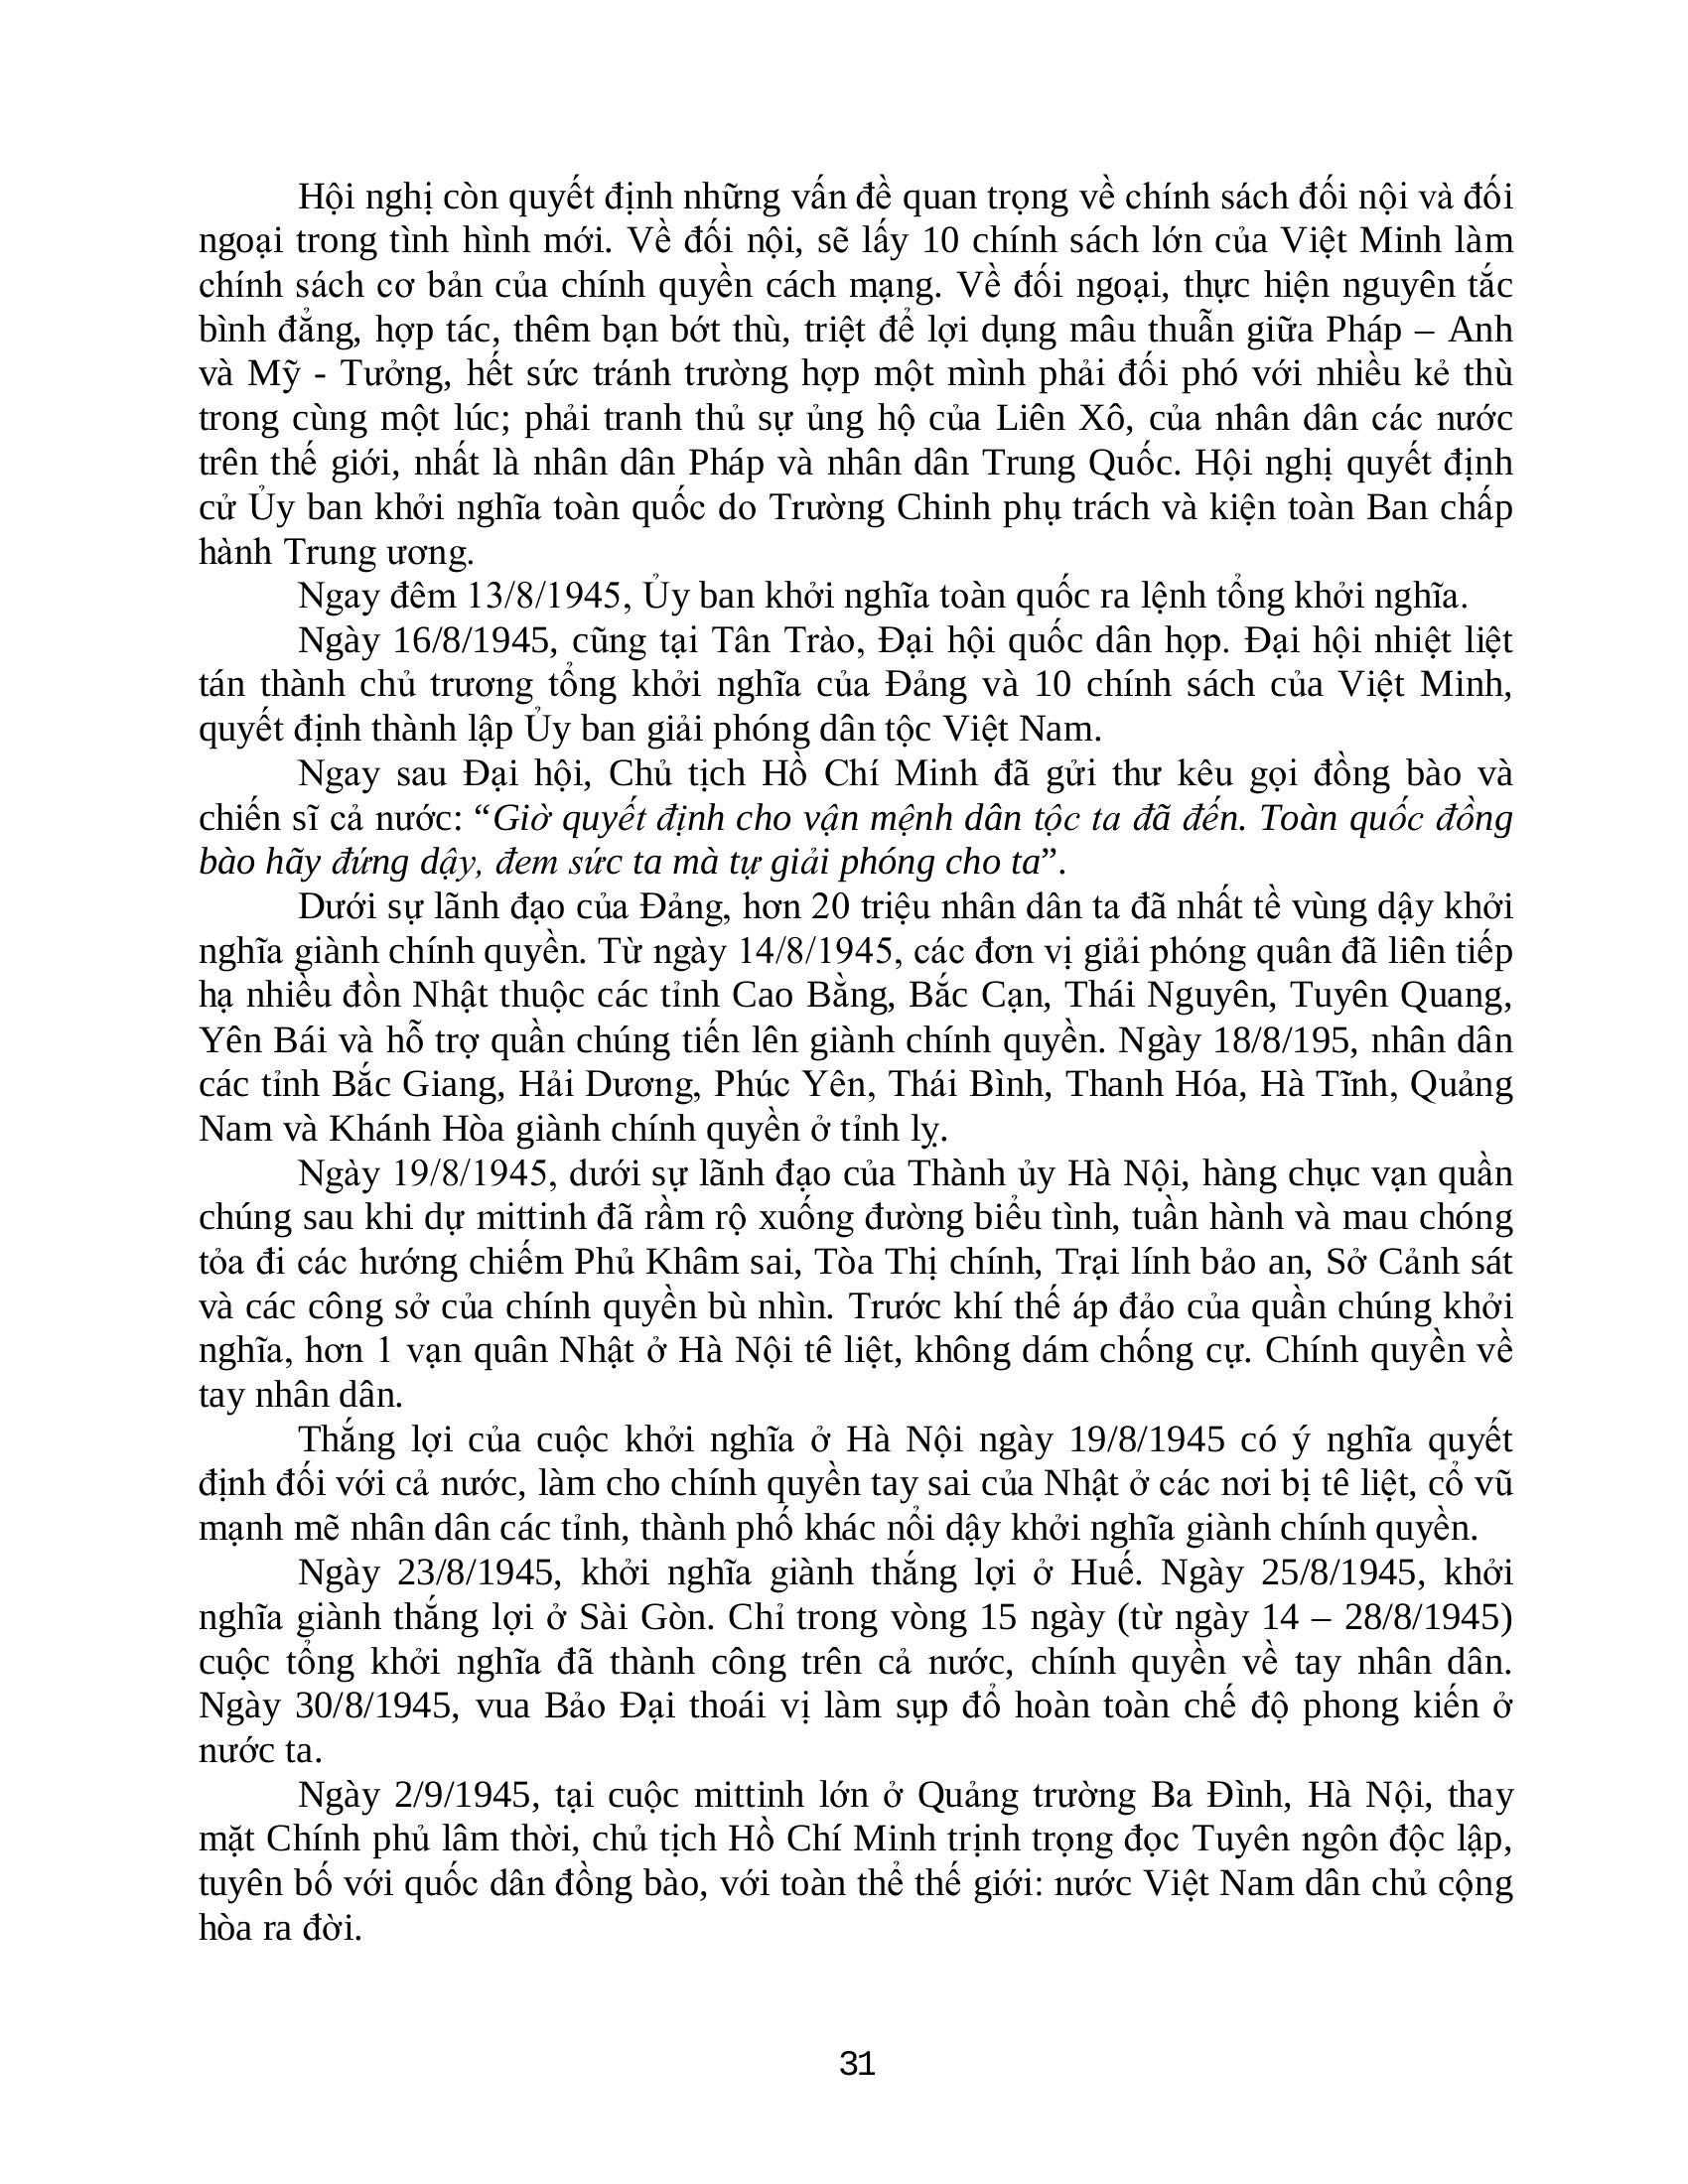 Hội nghị còn quyết định những vấn đề quan trọng về chính sách đối nội và đối
ngoại trong tình hình mới. Về đối nội, sẽ lấy 10 chính sách lớn của Việt Minh làm
chính sách cơ bản của chính quyền cách mạng. Về đối ngoại, thực hiện nguyên tắc
bình đẳng, hợp tác, thêm bạn bớt thù, triệt để lợi dụng mâu thuẫn giữa Pháp – Anh
và Mỹ - Tưởng, hết sức tránh trường hợp một mình phải đối phó với nhiều kẻ thù
trong cùng một lúc; phải tranh thủ sự ủng hộ của Liên Xô, của nhân dân các nước
trên thế giới, nhất là nhân dân Pháp và nhân dân Trung Quốc. Hội nghị quyết định
cử Ủy ban khởi nghĩa toàn quốc do Trường Chinh phụ trách và kiện toàn Ban chấp
hành Trung ương.
Ngay đêm 13/8/1945, Ủy ban khởi nghĩa toàn quốc ra lệnh tổng khởi nghĩa.
Ngày 16/8/1945, cũng tại Tân Trào, Đại hội quốc dân họp. Đại hội nhiệt liệt
tán thành chủ trương tổng khởi nghĩa của Đảng và 10 chính sách của Việt Minh,
quyết định thành lập Ủy ban giải phóng dân tộc Việt Nam.
Ngay sau Đại hội, Chủ tịch Hồ Chí Minh đã gửi thư kêu gọi đồng bào và
chiến sĩ cả nước: “Giờ quyết định cho vận mệnh dân tộc ta đã đến. Toàn quốc đồng
bào hãy đứng dậy, đem sức ta mà tự giải phóng cho ta”.
Dưới sự lãnh đạo của Đảng, hơn 20 triệu nhân dân ta đã nhất tề vùng dậy khởi
nghĩa giành chính quyền. Từ ngày 14/8/1945, các đơn vị giải phóng quân đã liên tiếp
hạ nhiều đồn Nhật thuộc các tỉnh Cao Bằng, Bắc Cạn, Thái Nguyên, Tuyên Quang,
Yên Bái và hỗ trợ quần chúng tiến lên giành chính quyền. Ngày 18/8/195, nhân dân
các tỉnh Bắc Giang, Hải Dương, Phúc Yên, Thái Bình, Thanh Hóa, Hà Tĩnh, Quảng
Nam và Khánh Hòa giành chính quyền ở tỉnh lỵ.
Ngày 19/8/1945, dưới sự lãnh đạo của Thành ủy Hà Nội, hàng chục vạn quần
chúng sau khi dự mittinh đã rầm rộ xuống đường biểu tình, tuần hành và mau chóng
tỏa đi các hướng chiếm Phủ Khâm sai, Tòa Thị chính, Trại lính bảo an, Sở Cảnh sát
và các công sở của chính quyền bù nhìn. Trước khí thế áp đảo của quần chúng khởi
nghĩa, hơn 1 vạn quân Nhật ở Hà Nội tê liệt, không dám chống cự. Chính quyền về
tay nhân dân.
Thắng lợi của cuộc khởi nghĩa ở Hà Nội ngày 19/8/1945 có ý nghĩa quyết
định đối với cả nước, làm cho chính quyền tay sai của Nhật ở các nơi bị tê liệt, cổ vũ
mạnh mẽ nhân dân các tỉnh, thành phố khác nổi dậy khởi nghĩa giành chính quyền.
Ngày 23/8/1945, khởi nghĩa giành thắng lợi ở Huế. Ngày 25/8/1945, khởi
nghĩa giành thắng lợi ở Sài Gòn. Chỉ trong vòng 15 ngày (từ ngày 14 – 28/8/1945)
cuộc tổng khởi nghĩa đã thành công trên cả nước, chính quyền về tay nhân dân.
Ngày 30/8/1945, vua Bảo Đại thoái vị làm sụp đổ hoàn toàn chế độ phong kiến ở
nước ta.
Ngày 2/9/1945, tại cuộc mittinh lớn ở Quảng trường Ba Đình, Hà Nội, thay
mặt Chính phủ lâm thời, chủ tịch Hồ Chí Minh trịnh trọng đọc Tuyên ngôn độc lập,
tuyên bố với quốc dân đồng bào, với toàn thể thế giới: nước Việt Nam dân chủ cộng
hòa ra đời.
31